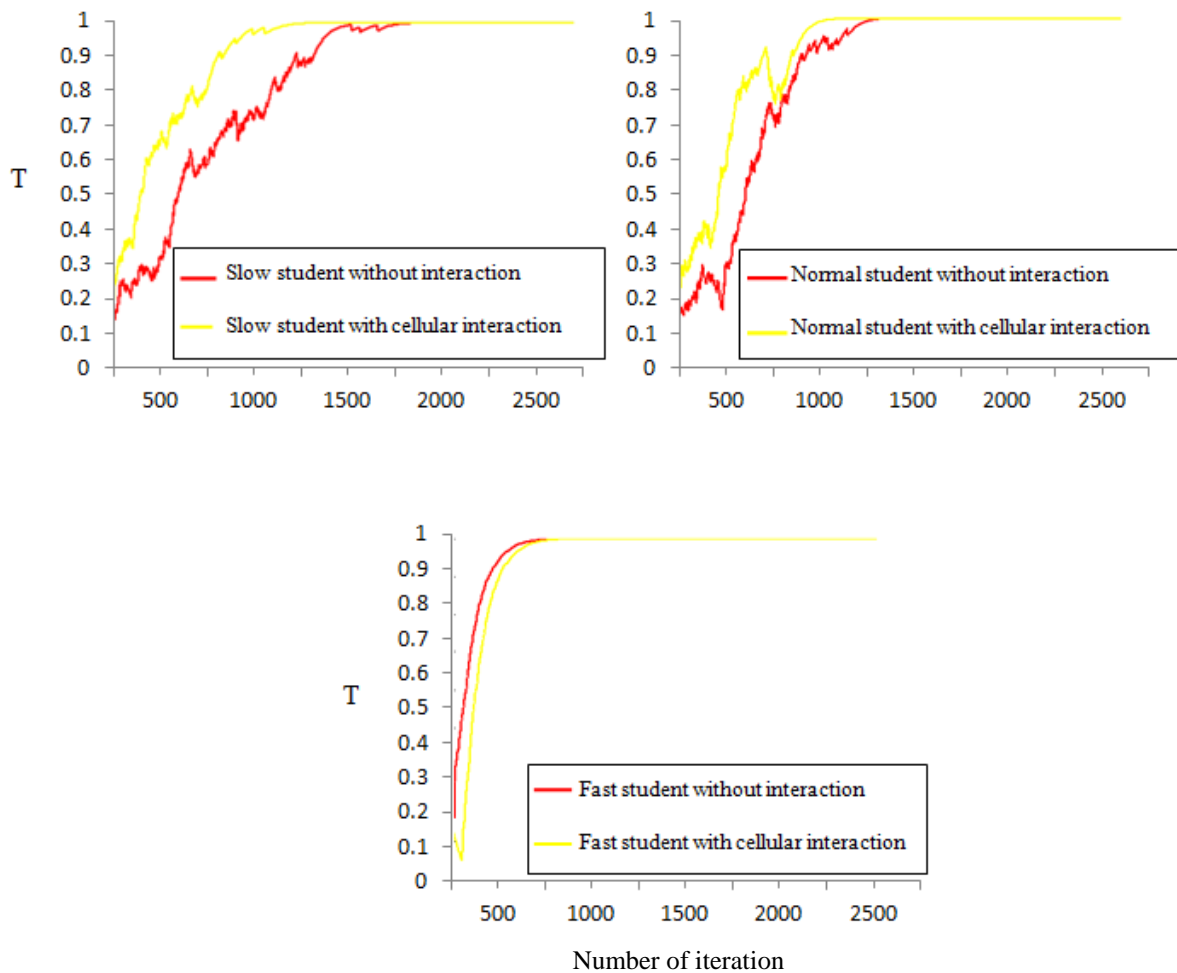 1
0.9
0.8
0.7
0.6
0.5
0.4
0.3
0.2
0.1
0
T
500 1000 1500 2000 2500
Slow student without interaction
Slow student with cellular interaction
1
0.9
0.8
0.7
0.6
0.5
0.4
0.3
0.2
0.1
0
500 1000 1500 2000 2500
Normal student without interaction
Normal student with cellular interaction
1
0.9
0.8
0.7
0.6
0.5
0.4
0.3
0.2
0.1
0
T
500 1000 1500 2000 2500
Fast student without interaction
Fast student with cellular interaction
Number of iteration